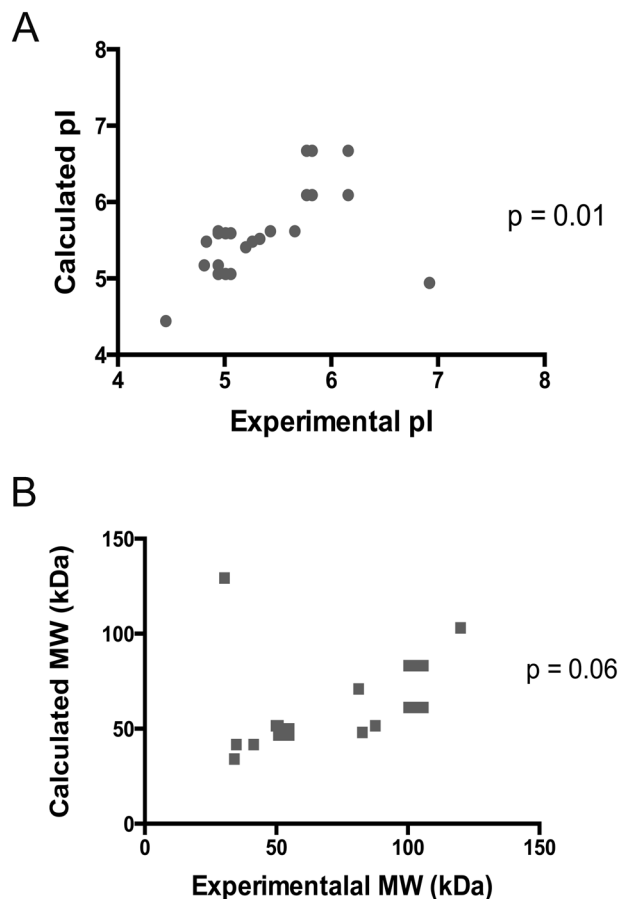 A
8
7
6
5
4
Calculated pI
4
5
6
7
8
Experimental pI
p = 0.01
B
150
100
50
0
Calculated MW (kDa)
0
50
100
150
Experimentalal MW (kDa)
p = 0.06